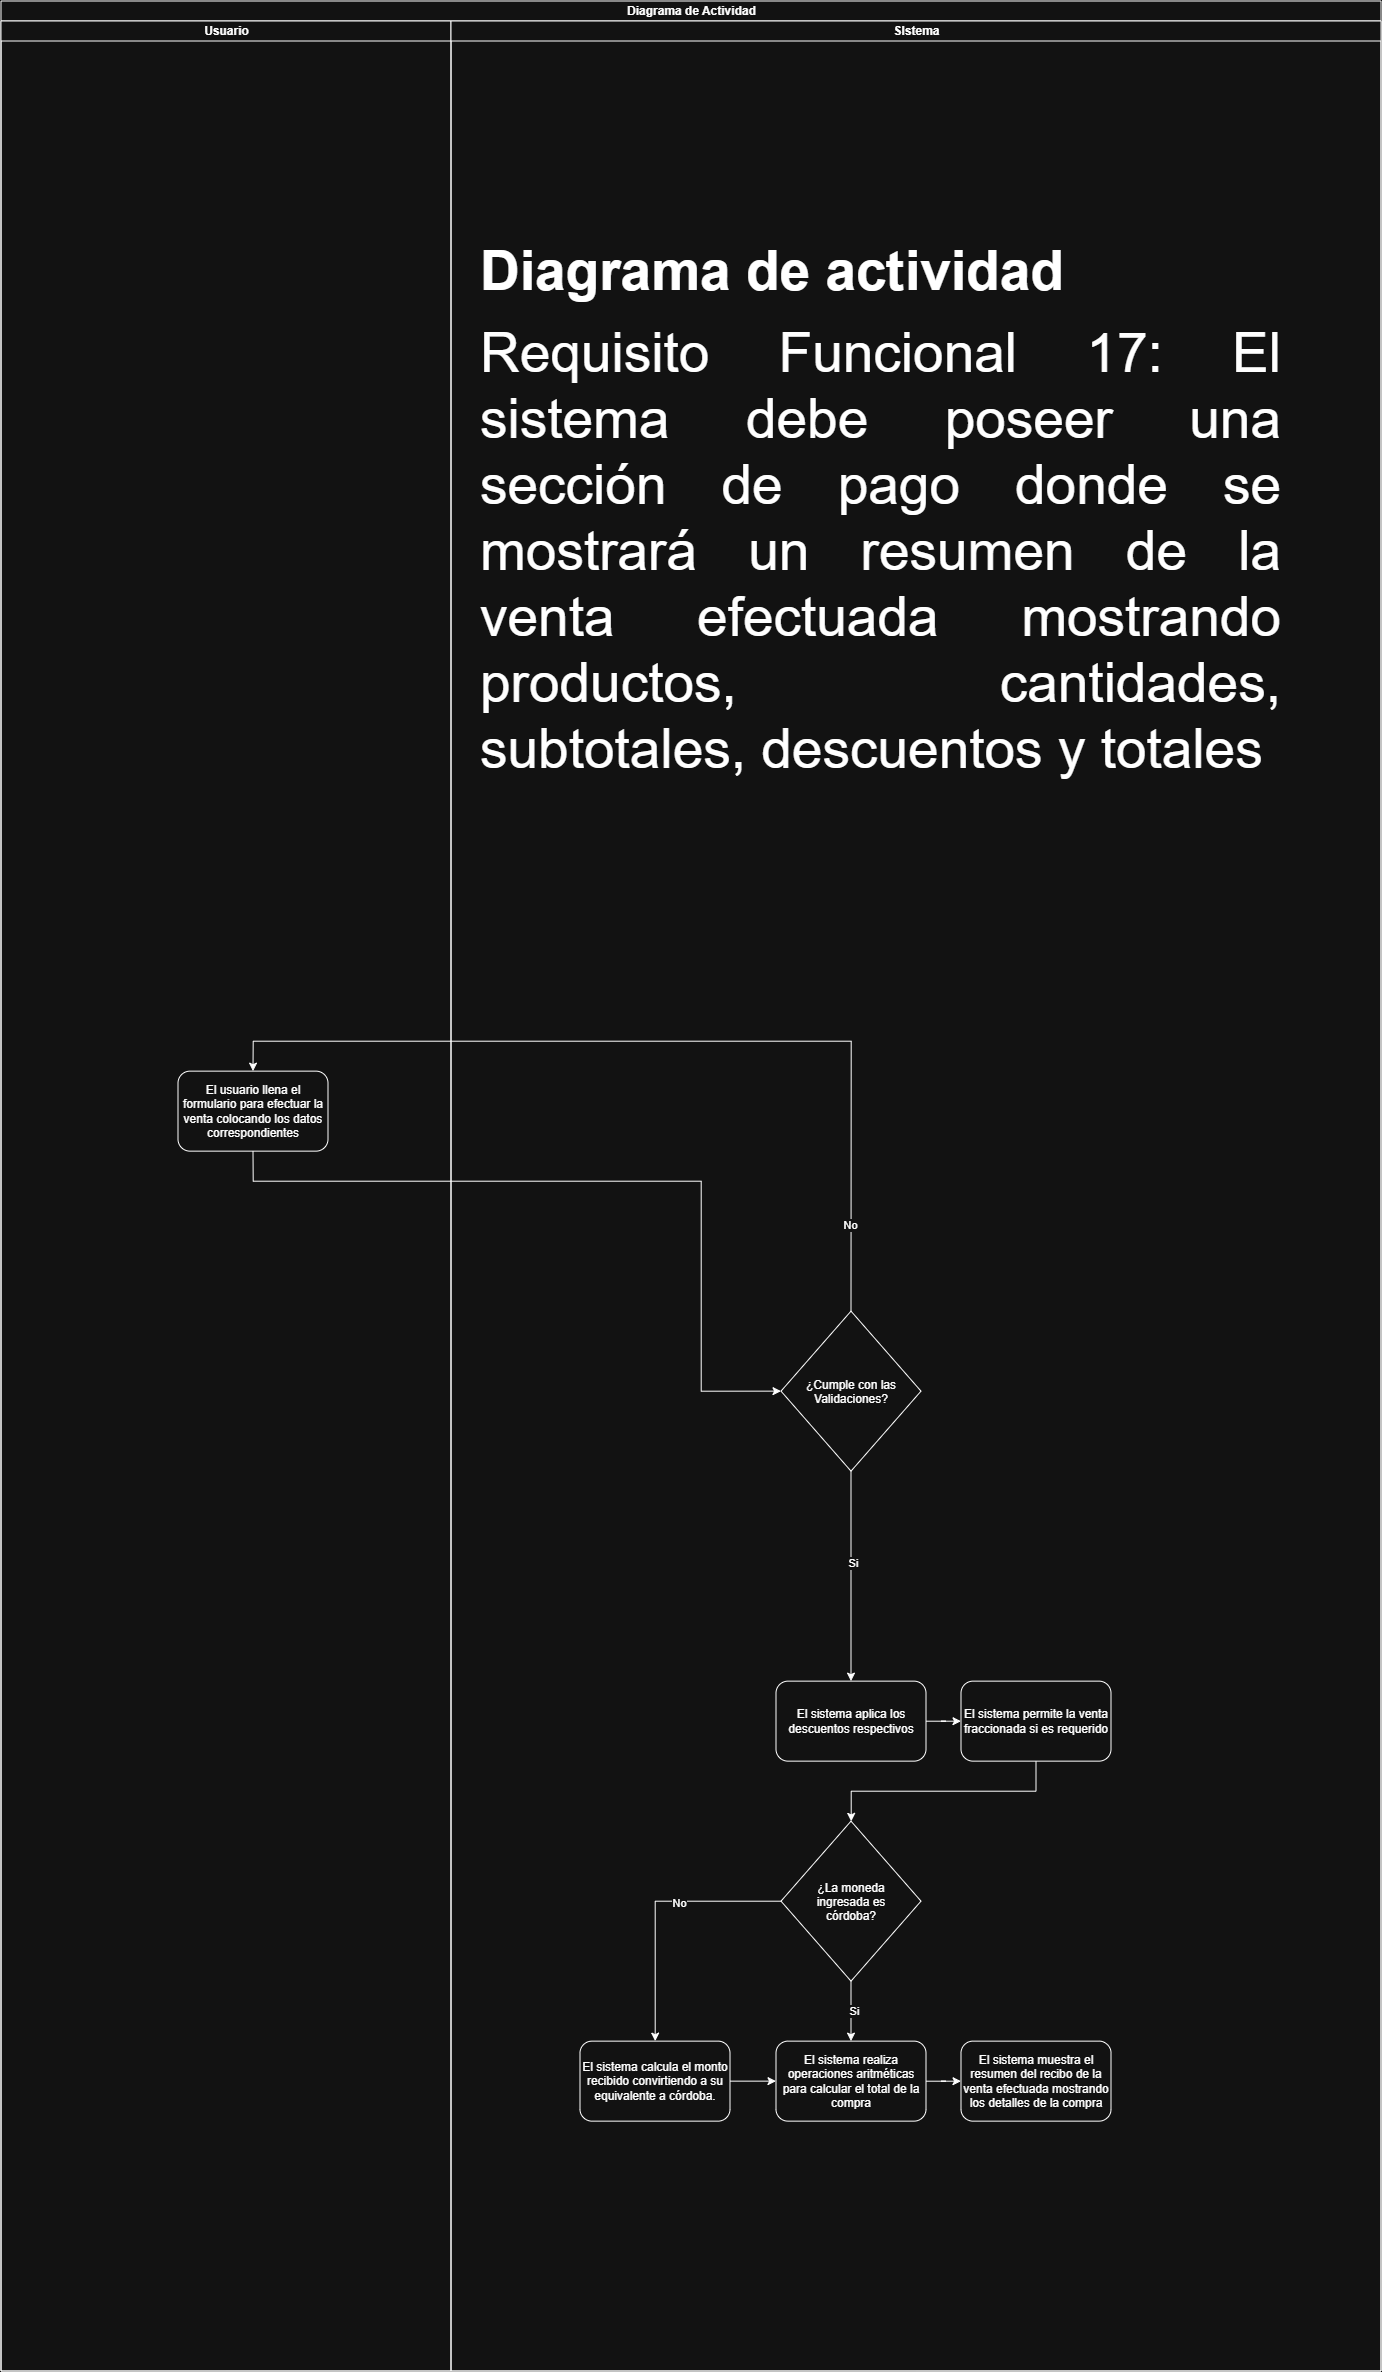 Diagrama de Actividad
Usuario
Sistema
Diagrama de actividad
Requisito Funcional 17: El
sistema debe poseer una
sección de pago donde se
mostrará un resumen de la
venta efectuada mostrando
productos, cantidades,
subtotales, descuentos y totales
El usuario llena el
formulario para efectuar la
venta colocando los datos
correspondientes
No
¿Cumple con las
Validaciones?
Si
El sistema aplica los
descuentos respectivos
El sistema permite la venta
fraccionada si es requerido
¿La moneda
ingresada es
córdoba?
No
Si
El sistema calcula el monto
recibido convirtiendo a su
equivalente a córdoba.
El sistema realiza
operaciones aritméticas
para calcular el total de la
compra
El sistema muestra el
resumen del recibo de la
venta efectuada mostrando
los detalles de la compra